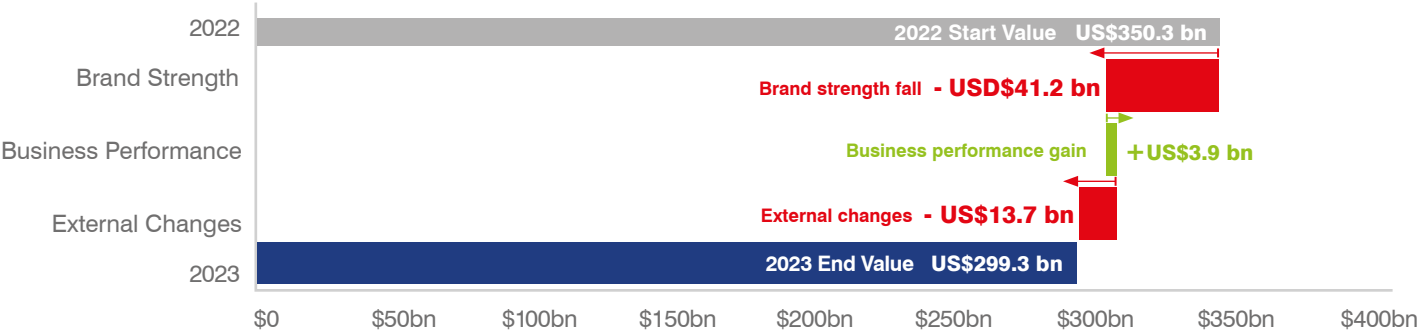 2022
2022 Start Value US$350.3 bn
Brand Strength
Brand strength fall - USD$41.2 bn
Business Performance
Business performance gain +US$3.9 bn
External Changes
External changes - US$13.7 bn
2023
2023 End Value US$299.3 bn
$0 $50bn $100bn $150bn $200bn $250bn $300bn $350bn $400bn